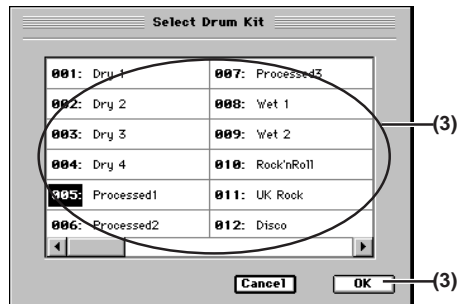 Select Drum Kit
001: Dry 1 007: Processed3
002: Dry 2 008: Wet 1
(3)
003: Dry 3 009: Wet 2
004: Dry 4 010: Rock'nRoll
005: Processed1 011: UK Rock
006: Processed2 012: Disco
Cancel OK (3)